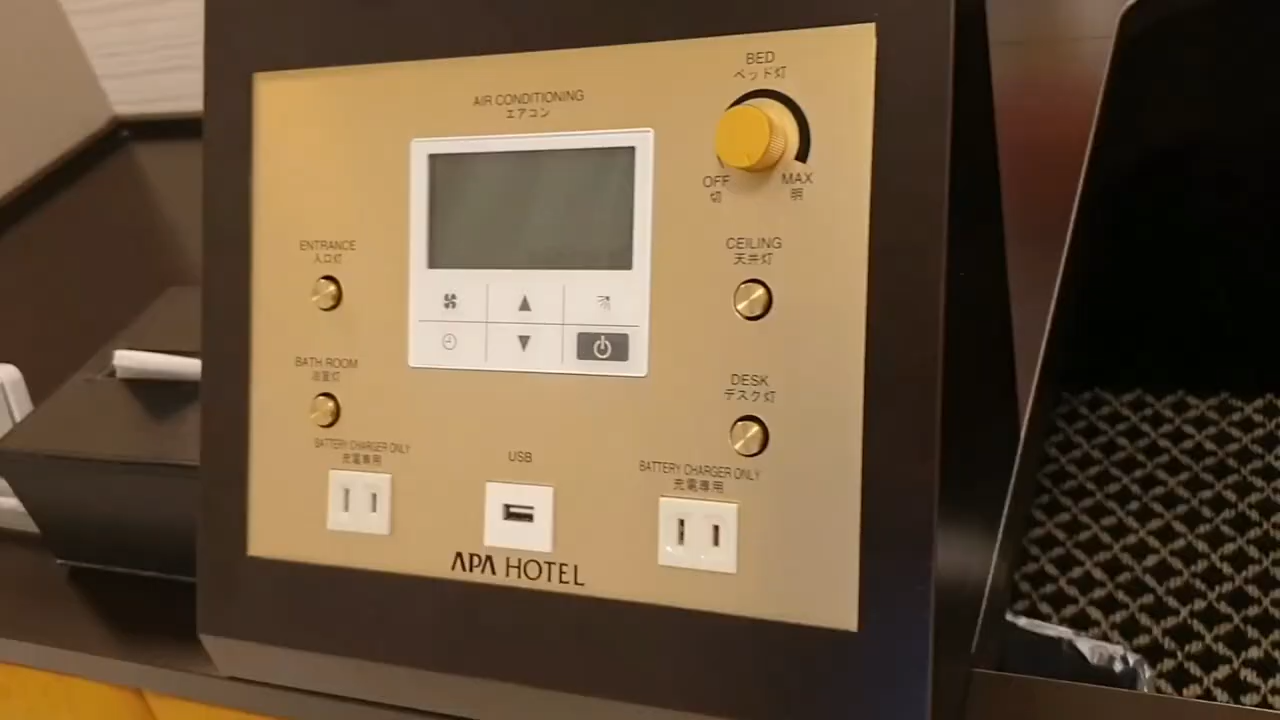 BED
ベッド灯
AIR CONDITIONING
エアコン
OFF
切
MAX
明
ENTRANCE
入口灯
CEILING
天井灯
BATH ROOM
浴室灯
DESK
デスク灯
BATTERY CHARGER ONLY
充電専用
USB
BATTERY CHARGER ONLY
充電専用
APA HOTEL